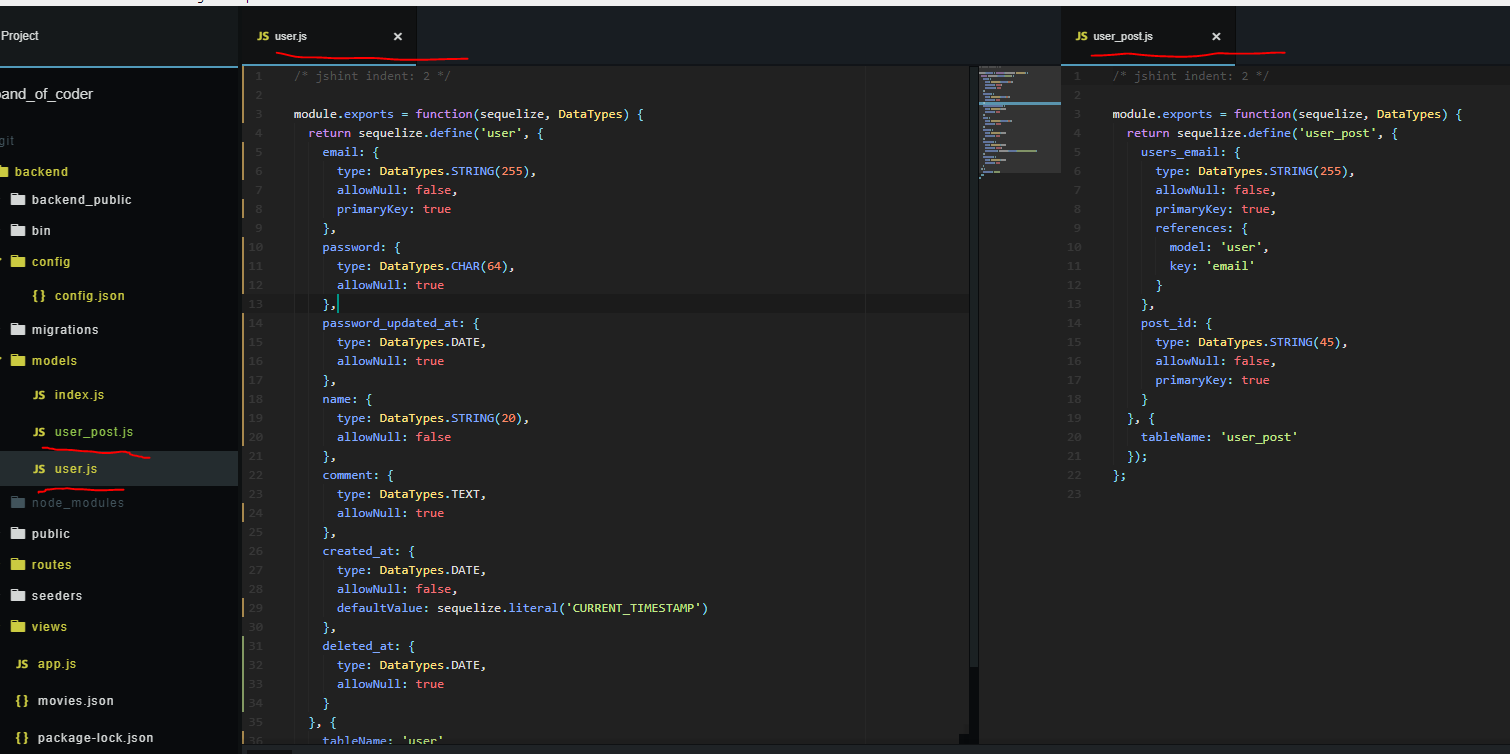 Project
JS user.js ×
JS user_post.js ×
band_of_coder
git
backend
backend_public
bin
config
{} config.json
migrations
models
JS index.js
JS user_post.js
JS user.js
node_modules
public
routes
seeders
views
JS app.js
{} movies.json
{} package-lock.json
1 /* jshint indent: 2 */
2
3 module.exports = function(sequelize, DataTypes) {
4 return sequelize.define('user', {
5 email: {
6 type: DataTypes.STRING(255),
7 allowNull: false,
8 primaryKey: true
9 },
10 password: {
11 type: DataTypes.CHAR(64),
12 allowNull: true
13 },
14 password_updated_at: {
15 type: DataTypes.DATE,
16 allowNull: true
17 },
18 name: {
19 type: DataTypes.STRING(20),
20 allowNull: false
21 },
22 comment: {
23 type: DataTypes.TEXT,
24 allowNull: true
25 },
26 created_at: {
27 type: DataTypes.DATE,
28 allowNull: false,
29 defaultValue: sequelize.literal('CURRENT_TIMESTAMP')
30 },
31 deleted_at: {
32 type: DataTypes.DATE,
33 allowNull: true
34 }
35 }, {
36 tableName: 'user'
1 /* jshint indent: 2 */
2
3 module.exports = function(sequelize, DataTypes) {
4 return sequelize.define('user_post', {
5 users_email: {
6 type: DataTypes.STRING(255),
7 allowNull: false,
8 primaryKey: true,
9 references: {
10 model: 'user',
11 key: 'email'
12 }
13 },
14 post_id: {
15 type: DataTypes.STRING(45),
16 allowNull: false,
17 primaryKey: true
18 }
19 }, {
20 tableName: 'user_post'
21 });
22 };
23